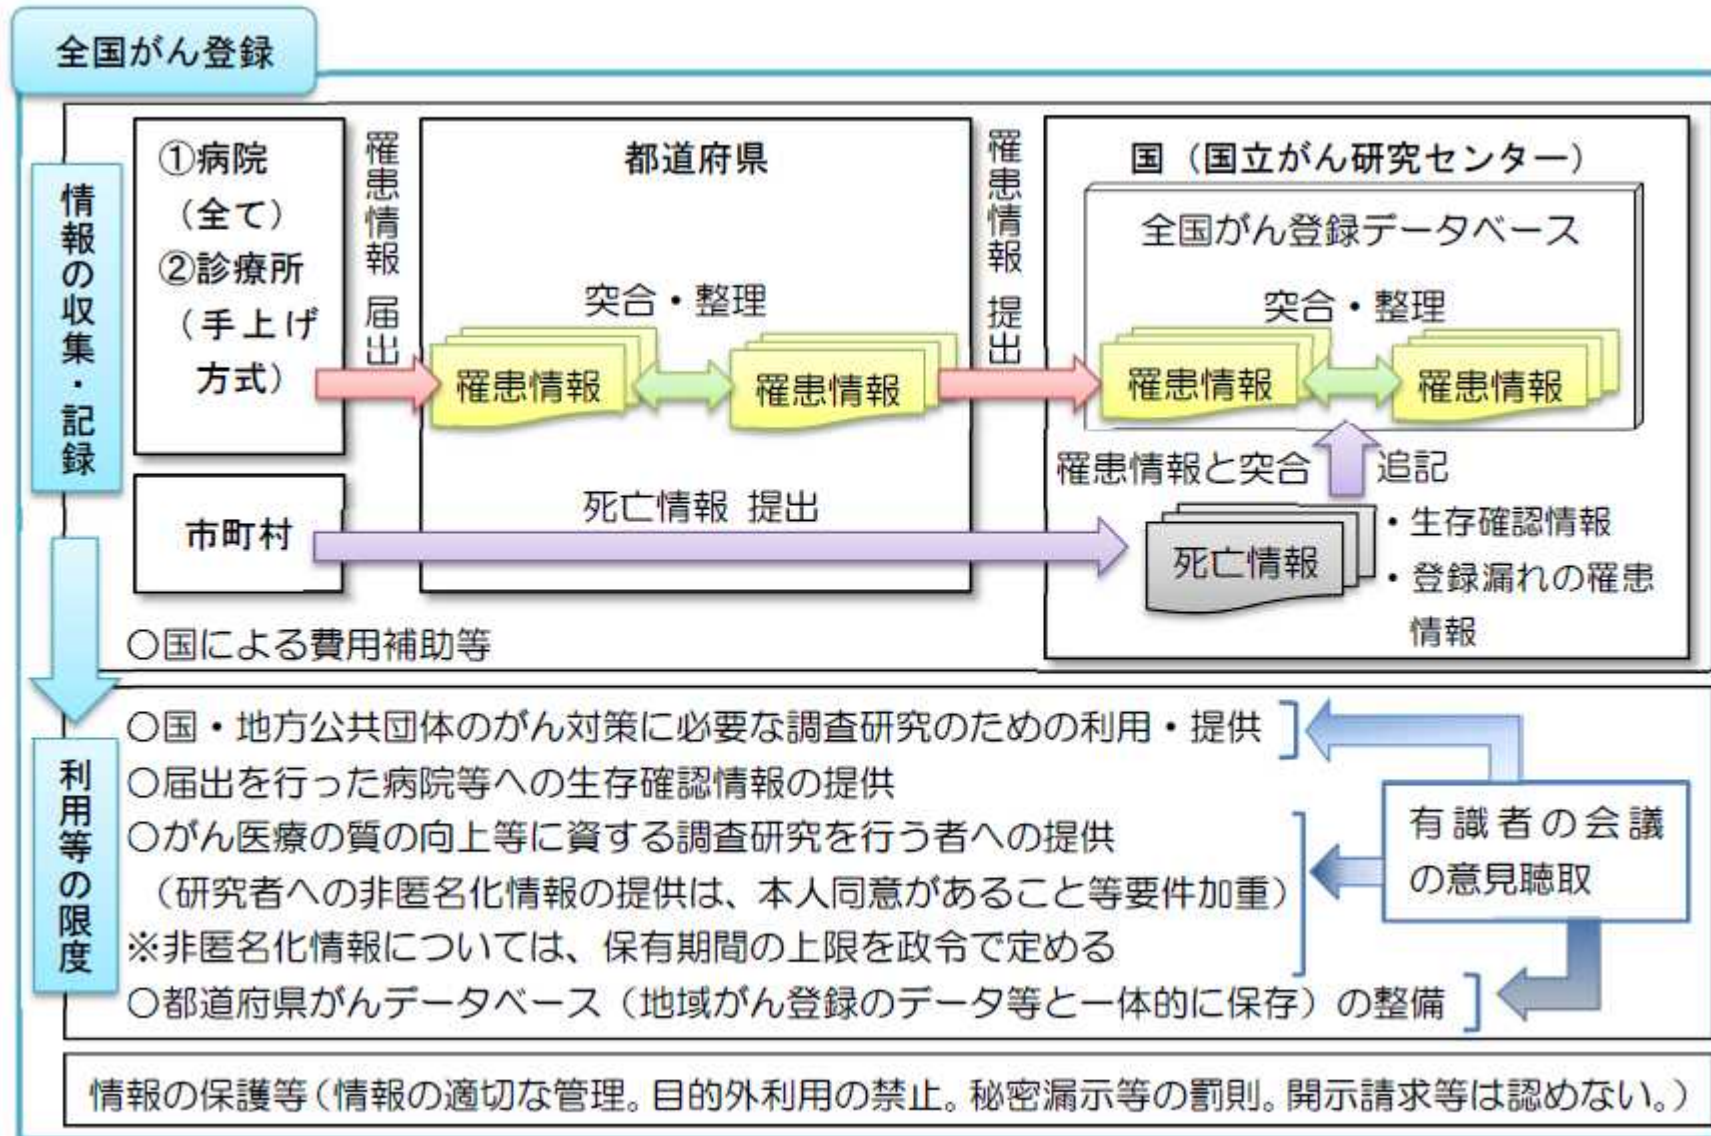 全国がん登録
情報の収集・記録
①病院
（全て）
②診療所
（手上げ
方式）
罹患情報 届出
都道府県
突合・整理
罹患情報
罹患情報
罹患情報 提出
国（国立がん研究センター）
全国がん登録データベース
突合・整理
罹患情報
罹患情報
罹患情報と突合
追記
市町村
死亡情報 提出
死亡情報
・生存確認情報
・登録漏れの罹患
情報
○国による費用補助等
利用等の限度
○国・地方公共団体のがん対策に必要な調査研究のための利用・提供
○届出を行った病院等への生存確認情報の提供
○がん医療の質の向上等に資する調査研究を行う者への提供
（研究者への非匿名化情報の提供は、本人同意があること等要件加重）
※非匿名化情報については、保有期間の上限を政令で定める
○都道府県がんデータベース（地域がん登録のデータ等と一体的に保存）の整備
有識者の会議
の意見聴取
情報の保護等（情報の適切な管理。目的外利用の禁止。秘密漏示等の罰則。開示請求等は認めない。）